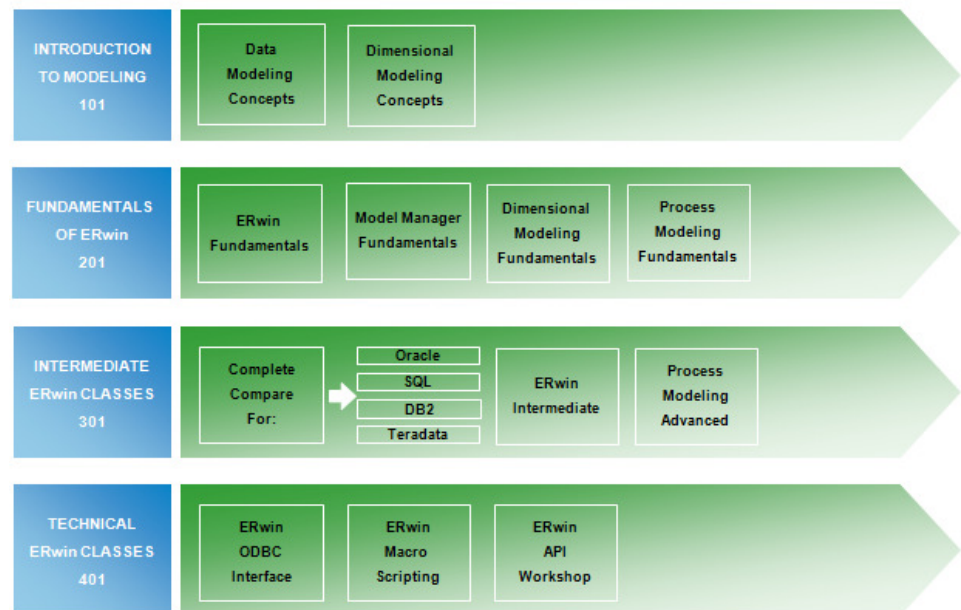 INTRODUCTION
TO MODELING
101
Data
Modeling
Concepts
Dimensional
Modeling
Concepts
FUNDAMENTALS
OF ERwin
201
ERwin
Fundamentals
Model Manager
Fundamentals
Dimensional
Modeling
Fundamentals
Process
Modeling
Fundamentals
INTERMEDIATE
ERwin CLASSES
301
Complete
Compare
For:
Oracle
SQL
DB2
Teradata
ERwin
Intermediate
Process
Modeling
Advanced
TECHNICAL
ERwin CLASSES
401
ERwin
ODBC
Interface
ERwin
Macro
Scripting
ERwin
API
Workshop